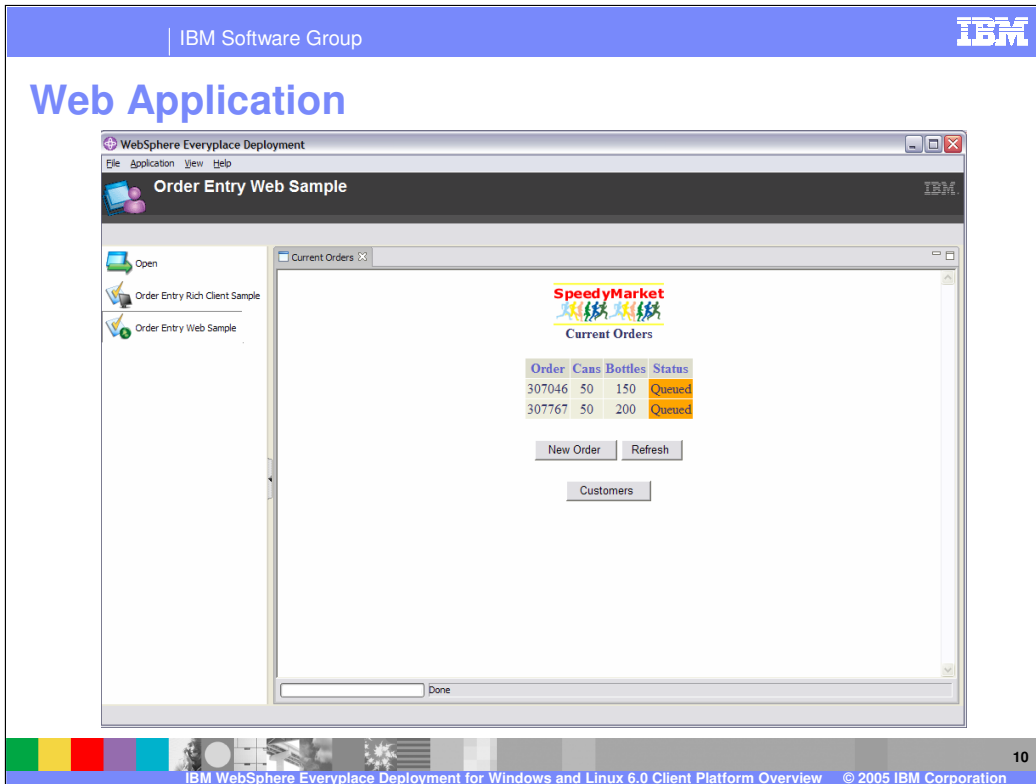 IBM Software Group
IBM
Web Application
WebSphere Everyplace Deployment
File Application View Help
Order Entry Web Sample
IBM.
Open
Order Entry Rich Client Sample
Order Entry Web Sample
Current Orders
SpeedyMarket
Current Orders
Order Cans Bottles Status
307046 50 150 Queued
307767 50 200 Queued
New Order Refresh
Customers
Done
10
IBM WebSphere Everyplace Deployment for Windows and Linux 6.0 Client Platform Overview © 2005 IBM Corporation